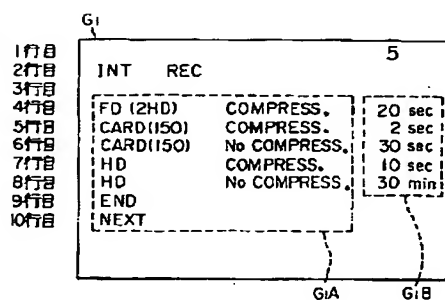 G1
1行目 5
2行目 INT REC
3行目
4行目 FD (2HD) COMPRESS. 20 sec
5行目 CARD(150) COMPRESS. 2 sec
6行目 CARD(150) No COMPRESS. 30 sec
7行目 HD COMPRESS. 10 sec
8行目 HD No COMPRESS. 30 min
9行目 END
10行目 NEXT
G1A G1B